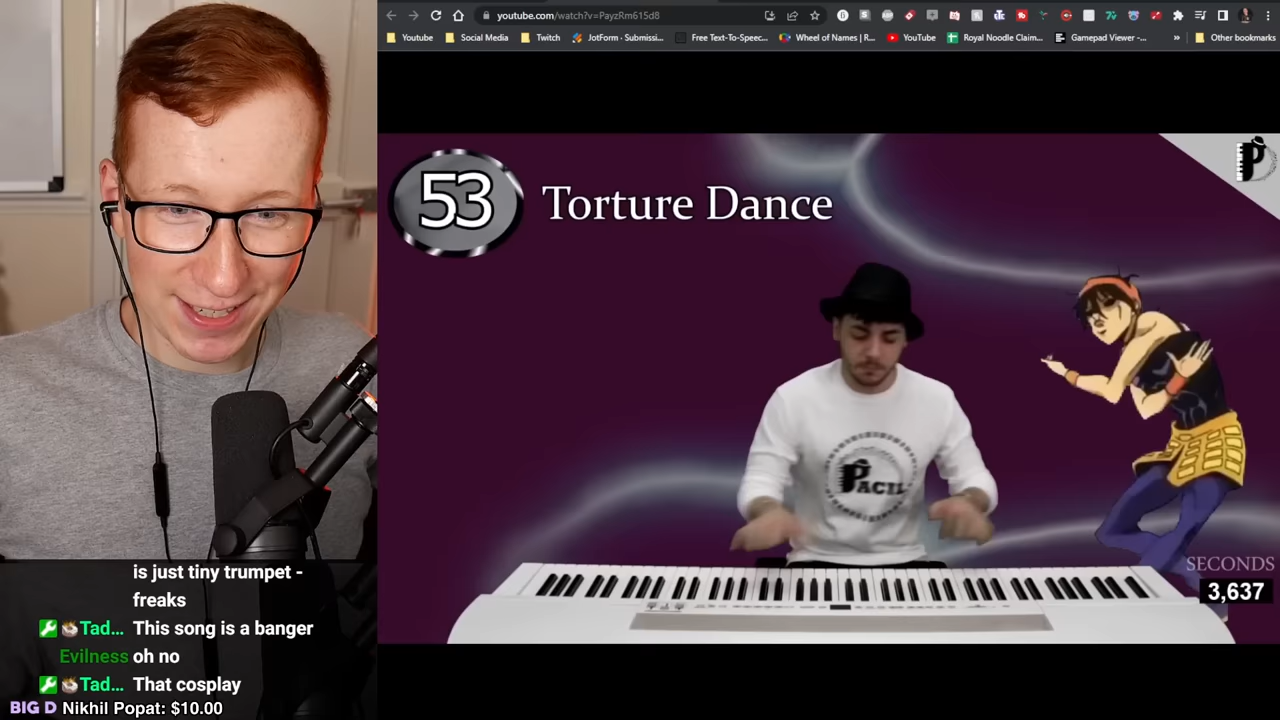 youtube.com/watch?v=PayzRm615d8
Youtube
Social Media
Twitch
JotForm · Submissi...
Free Text-To-Speec...
Wheel of Names | R...
YouTube
Royal Noodle Claim...
Gamepad Viewer -...
»
Other bookmarks
53 Torture Dance
P
PACIL
SECONDS
3,637
is just tiny trumpet -
freaks
Tad... This song is a banger
Evilness oh no
Tad... That cosplay
BIG D Nikhil Popat: $10.00